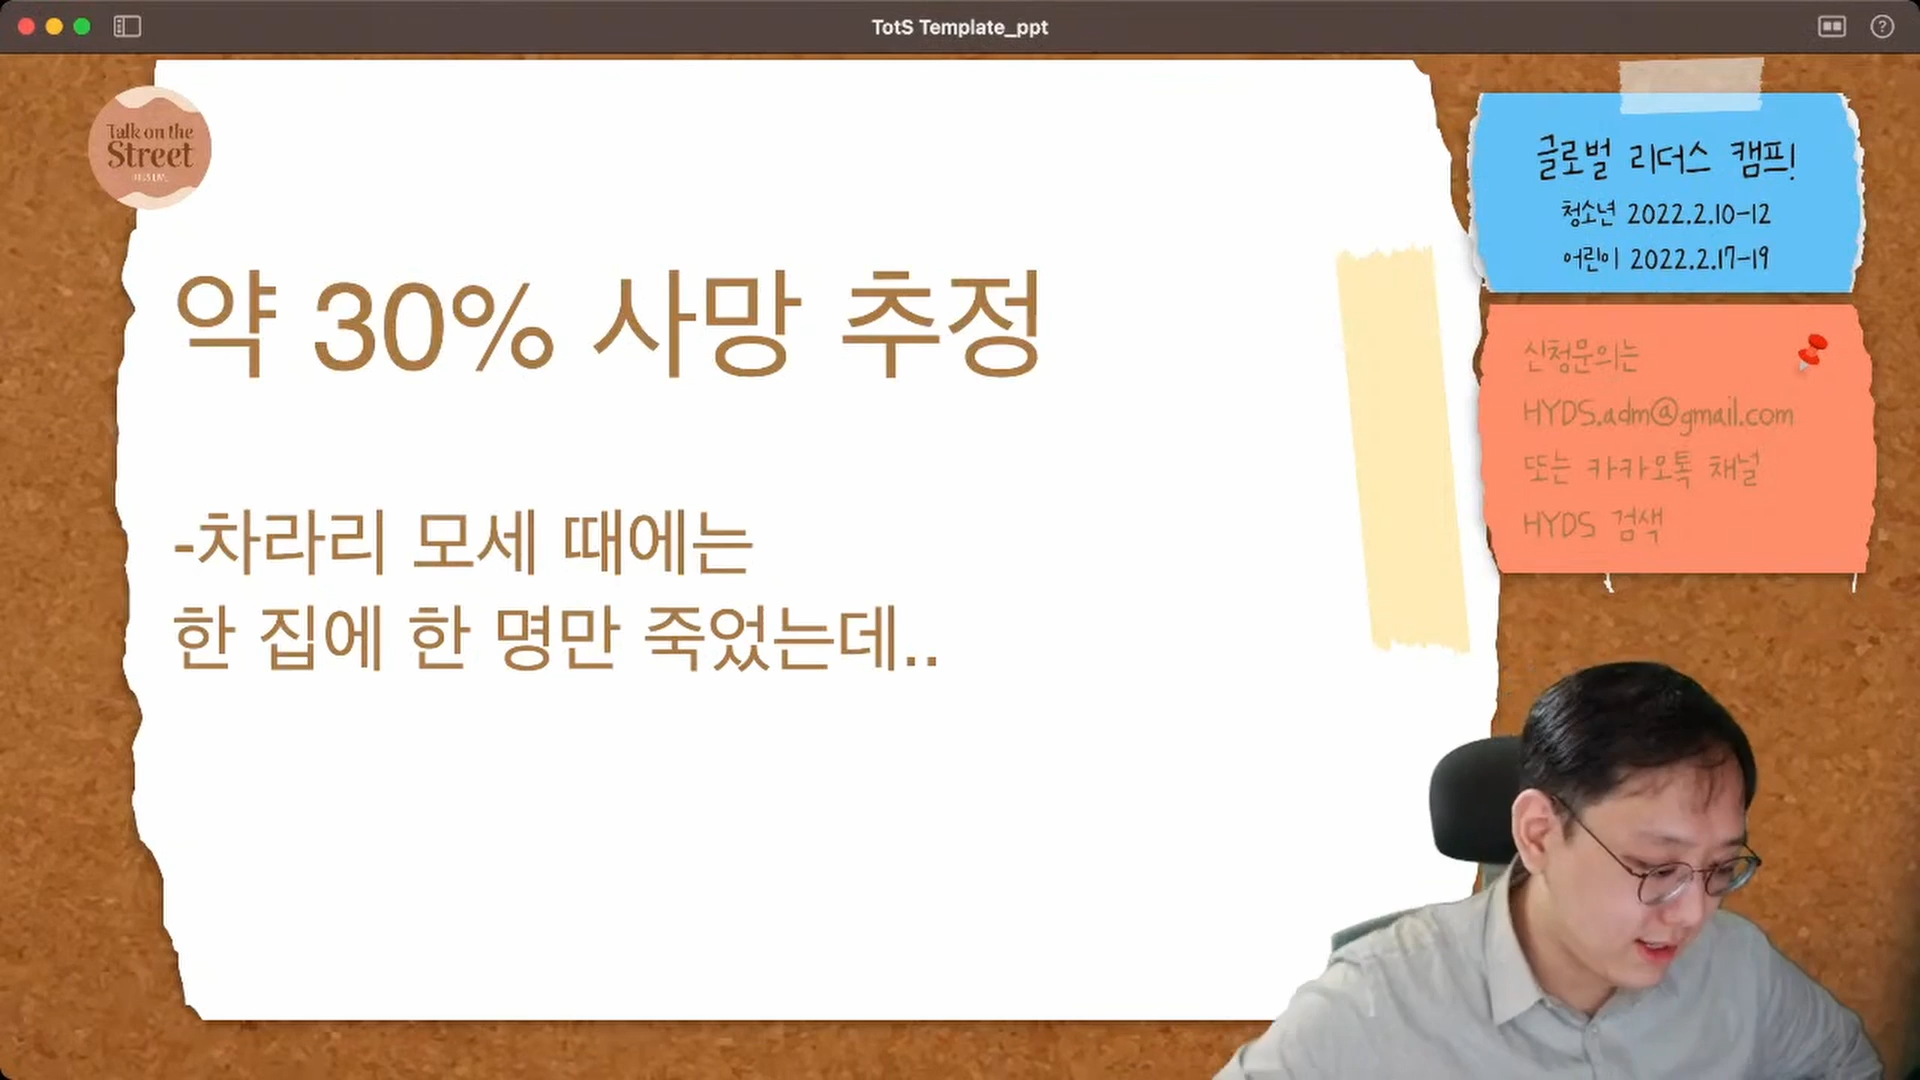 TotS Template_ppt
Talk on the
Street
약 30% 사망 추정
-차라리 모세 때에는
한 집에 한 명만 죽었는데..
글로벌 리더스 캠프!
청소년 2022.2.10-12
어린이 2022.2.17-19
신청문의는
HYDS.adm@gmail.com
또는 카카오톡 채널
HYDS 검색